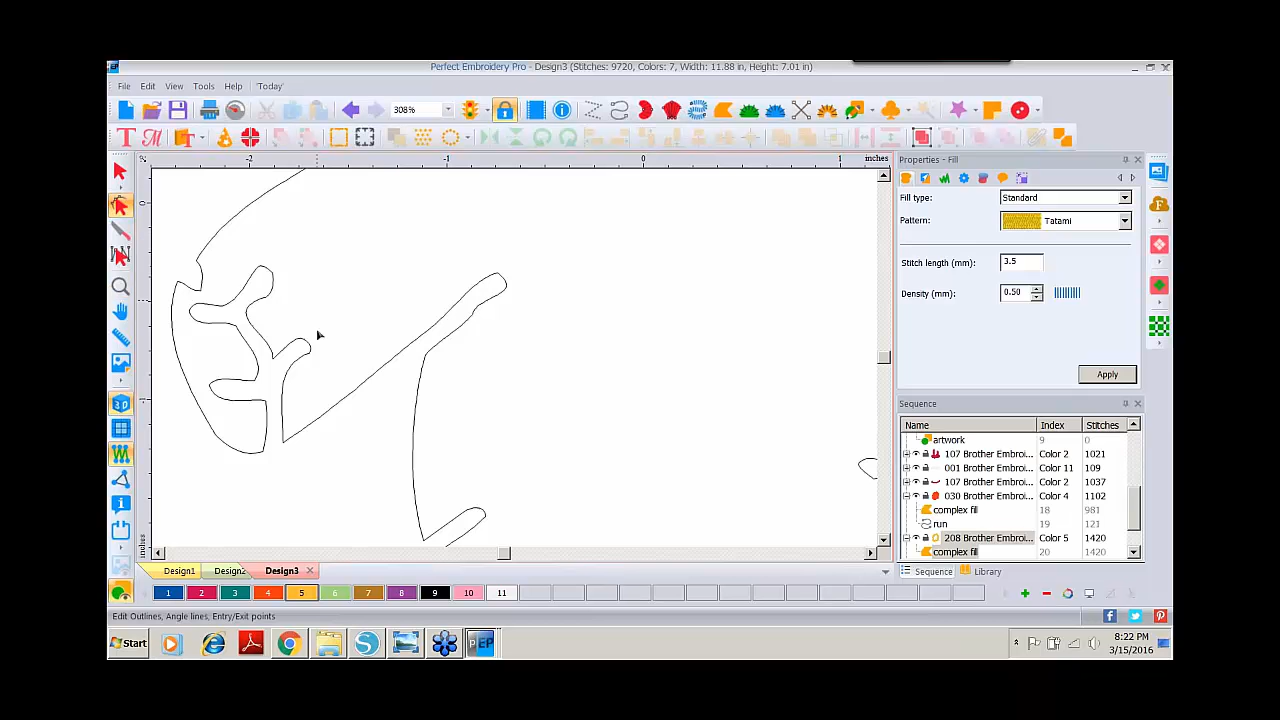 Perfect Embroidery Pro - Design3 (Stitches: 9720, Colors: 7, Width: 11.88 in, Height: 7.01 in)
File Edit View Tools Help 'Today'
308%
% -2 -1 0 1 inches
0
inches
Properties - Fill
Fill type: Standard
Pattern: Tatami
Stitch length (mm): 3.5
Density (mm): 0.50
Apply
Sequence
Name Index Stitches
artwork 9 0
107 Brother Embroi... Color 2 1021
001 Brother Embroi... Color 11 109
107 Brother Embroi... Color 2 1037
030 Brother Embroi... Color 4 1102
complex fill 18 981
run 19 121
208 Brother Embroi... Color 5 1420
complex fill 20 1420
Design1 Design2 Design3
Sequence Library
1 2 3 4 5 6 7 8 9 10 11
Edit Outlines, Angle lines, Entry/Exit points
Start
8:22 PM
3/15/2016